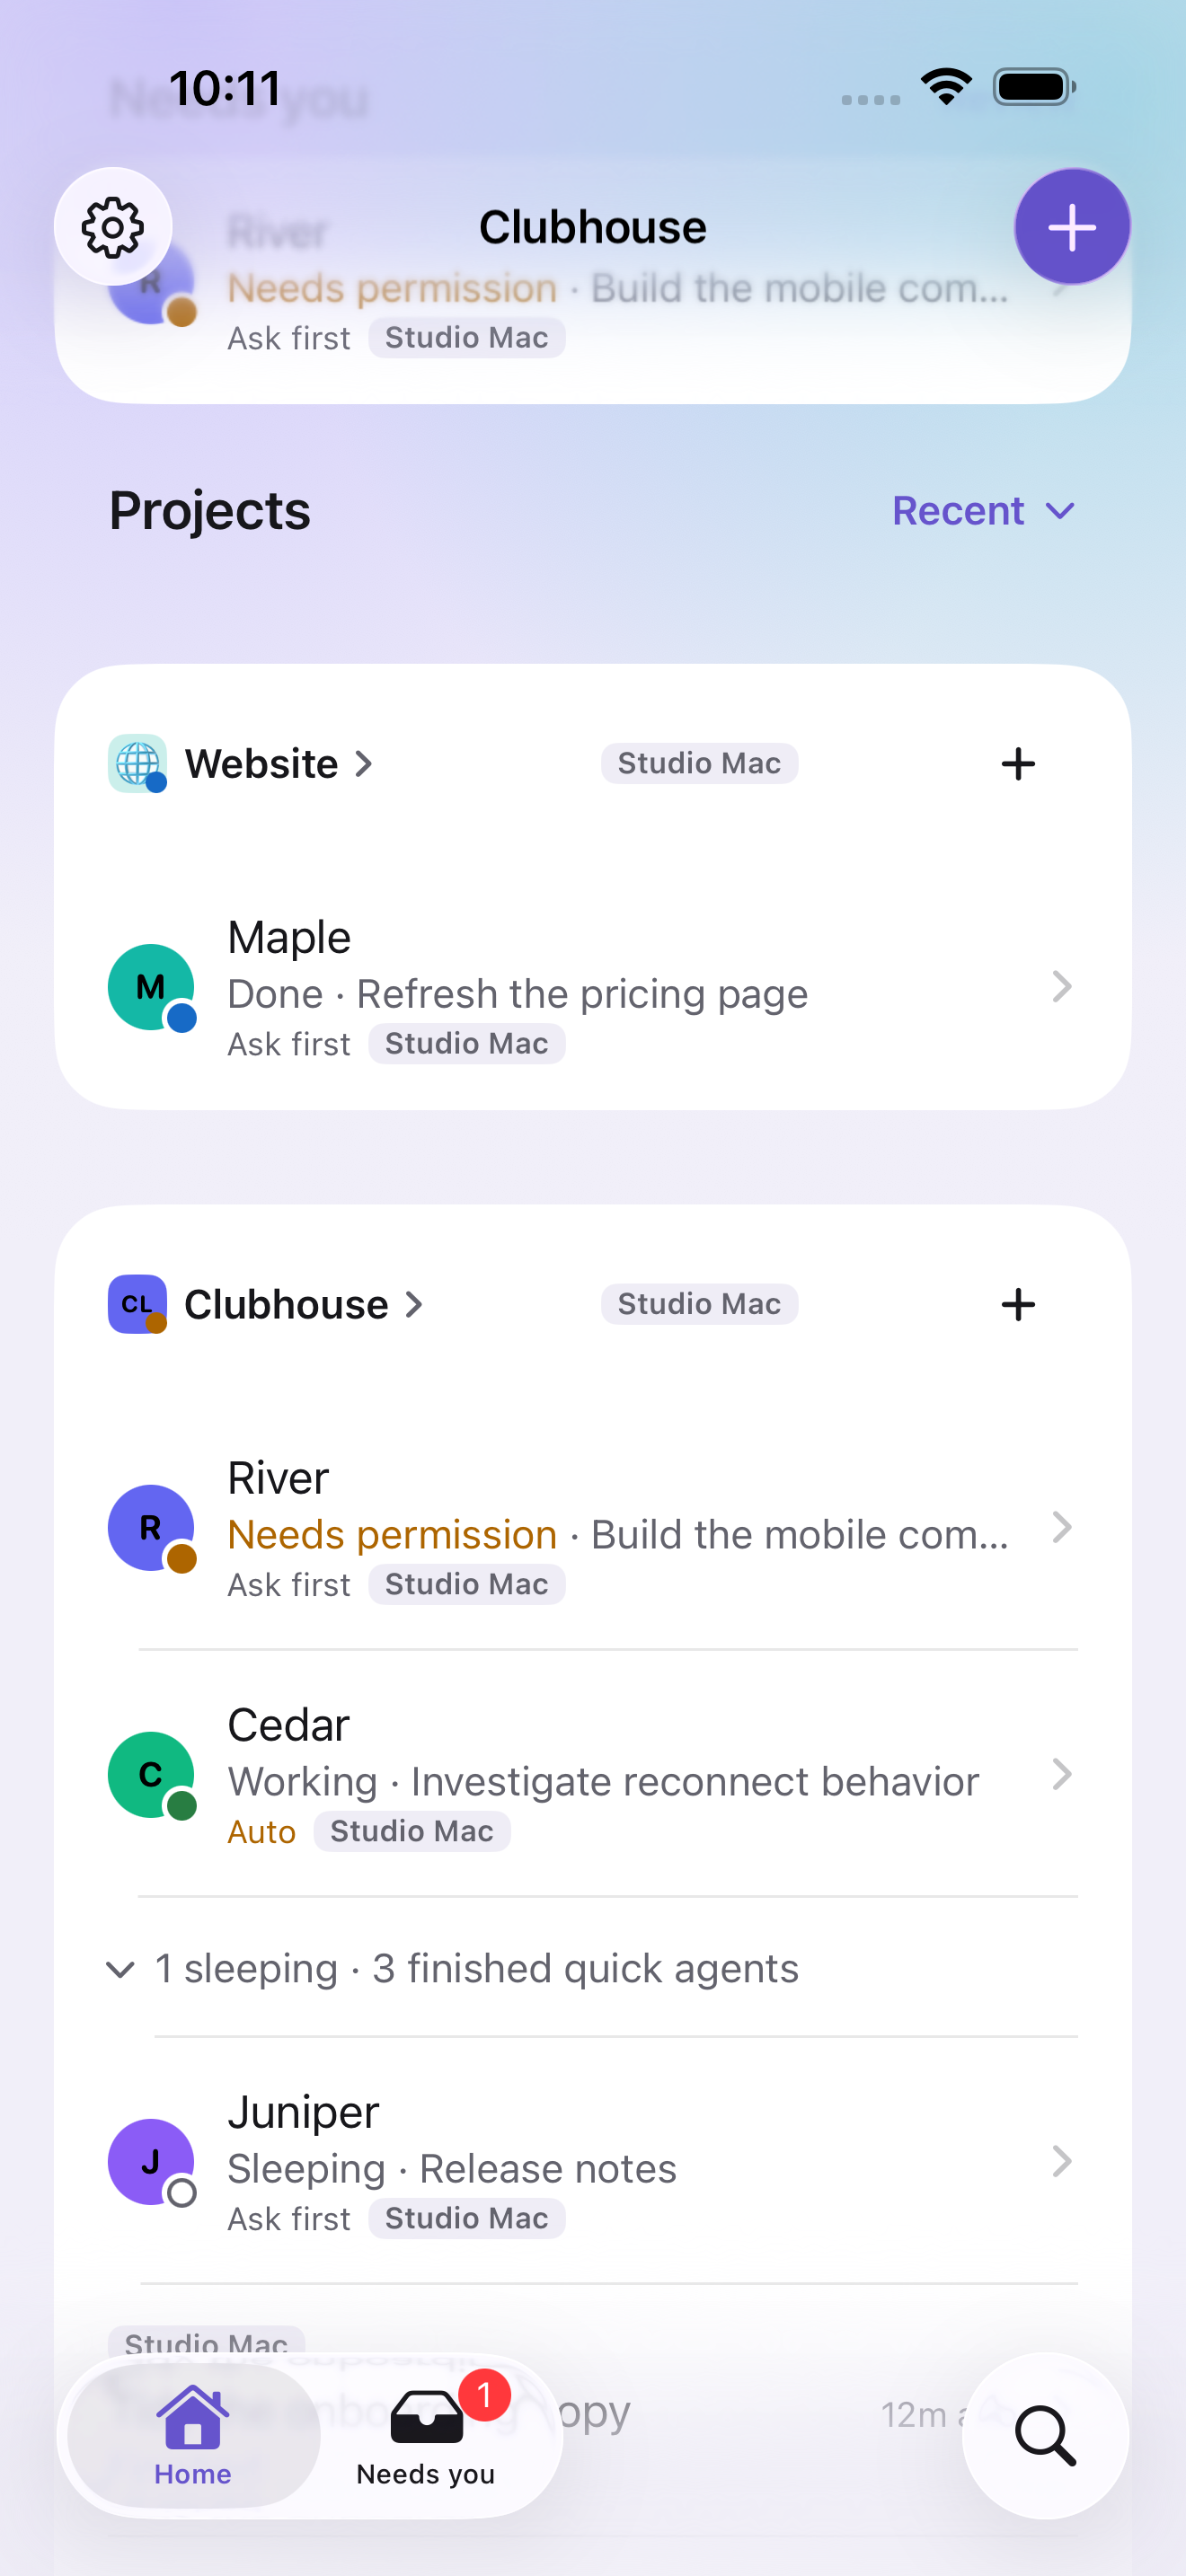 10:11
Needs you
Clubhouse
River
R
Needs permission · Build the mobile com...
Ask first Studio Mac
Projects
Recent
Website
Studio Mac
Maple
M
Done · Refresh the pricing page
Ask first Studio Mac
CL
Clubhouse
Studio Mac
River
R
Needs permission · Build the mobile com...
Ask first Studio Mac
Cedar
C
Working · Investigate reconnect behavior
Auto Studio Mac
1 sleeping · 3 finished quick agents
Juniper
J
Sleeping · Release notes
Ask first Studio Mac
Studio Mac
12m
1
Home
Needs you